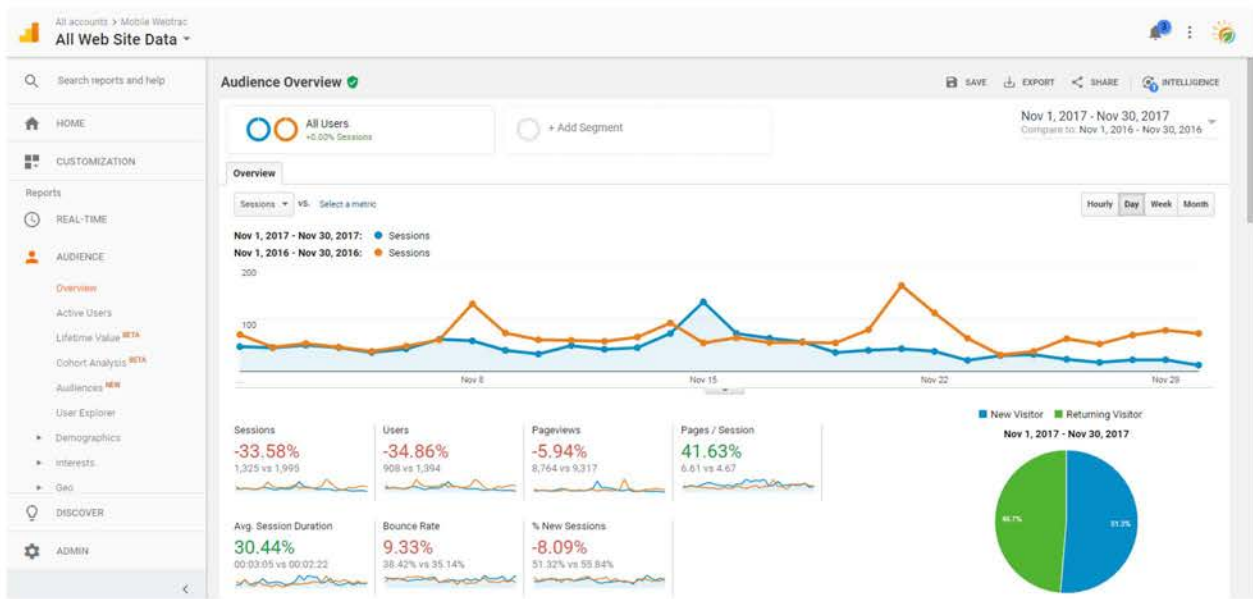 All accounts > Mobile Webtrac
All Web Site Data
3
Search reports and help
HOME
CUSTOMIZATION
Reports
REAL-TIME
AUDIENCE
Overview
Active Users
Lifetime Value BETA
Cohort Analysis BETA
Audiences NEW
User Explorer
Demographics
Interests
Geo
DISCOVER
ADMIN
Audience Overview
SAVE EXPORT SHARE INTELLIGENCE
All Users
+0.00% Sessions
+ Add Segment
Nov 1, 2017 - Nov 30, 2017
Compare to: Nov 1, 2016 - Nov 30, 2016
Overview
Sessions VS. Select a metric
Hourly Day Week Month
Nov 1, 2017 - Nov 30, 2017: Sessions
Nov 1, 2016 - Nov 30, 2016: Sessions
200
100
... Nov 8 Nov 15 Nov 22 Nov 29
Sessions
-33.58%
1,325 vs 1,995
Users
-34.86%
908 vs 1,394
Pageviews
-5.94%
8,764 vs 9,317
Pages / Session
41.63%
6.61 vs 4.67
Avg. Session Duration
30.44%
00:03:05 vs 00:02:22
Bounce Rate
9.33%
38.42% vs 35.14%
% New Sessions
-8.09%
51.32% vs 55.84%
New Visitor Returning Visitor
Nov 1, 2017 - Nov 30, 2017
51.3%